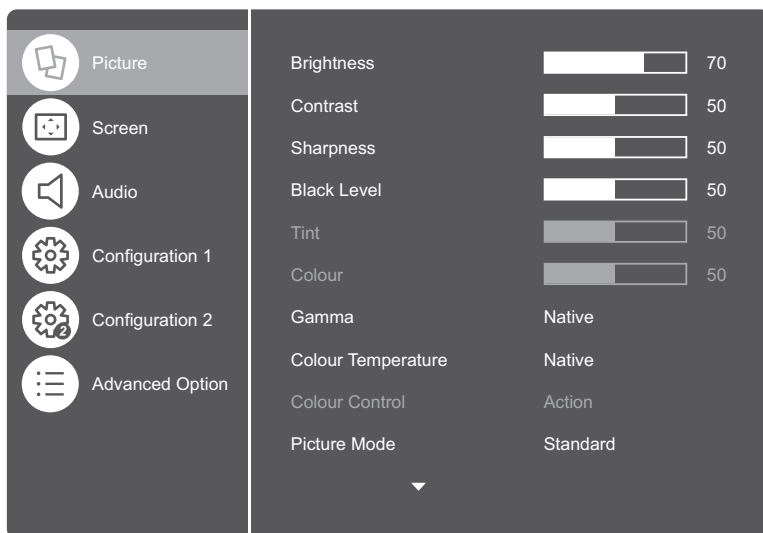 Picture
Screen
Audio
Configuration 1
Configuration 2
2
Advanced Option
Brightness 70
Contrast 50
Sharpness 50
Black Level 50
Tint 50
Colour 50
Gamma Native
Colour Temperature Native
Colour Control Action
Picture Mode Standard